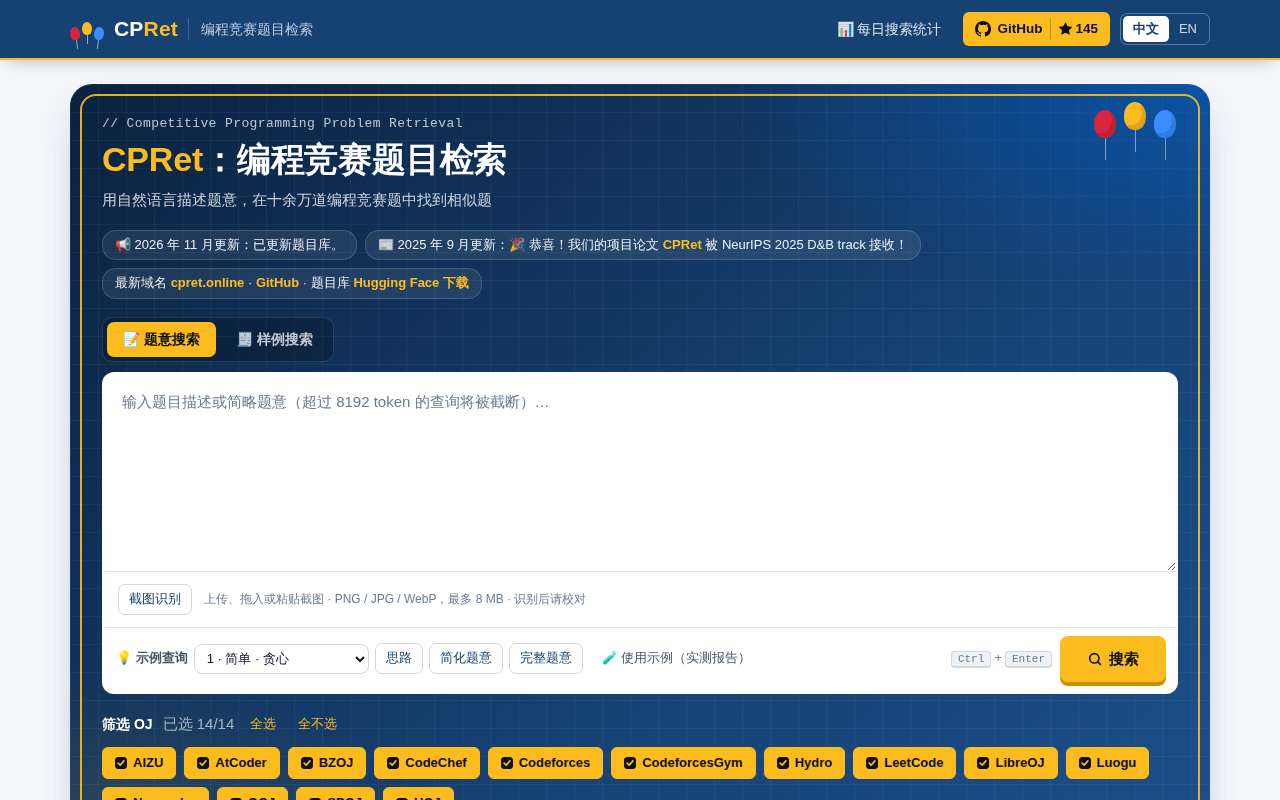 CPRet 编程竞赛题目检索
📊 每日搜索统计
GitHub ★ 145
中文 EN
// Competitive Programming Problem Retrieval
CPRet：编程竞赛题目检索
用自然语言描述题意，在十余万道编程竞赛题中找到相似题
📢 2026 年 11 月更新：已更新题目库。
📰 2025 年 9 月更新：🎉 恭喜！我们的项目论文 CPRet 被 NeurIPS 2025 D&B track 接收！
最新域名 cpret.online · GitHub · 题目库 Hugging Face 下载
📝 题意搜索
🧾 样例搜索
输入题目描述或简略题意（超过 8192 token 的查询将被截断）…
截图识别 上传、拖入或粘贴截图 · PNG / JPG / WebP，最多 8 MB · 识别后请校对
💡 示例查询 1 · 简单 · 贪心 思路 简化题意 完整题意 🧪 使用示例（实测报告） Ctrl + Enter 搜索
筛选 OJ 已选 14/14 全选 全不选
AIZU AtCoder BZOJ CodeChef Codeforces CodeforcesGym Hydro LeetCode LibreOJ Luogu